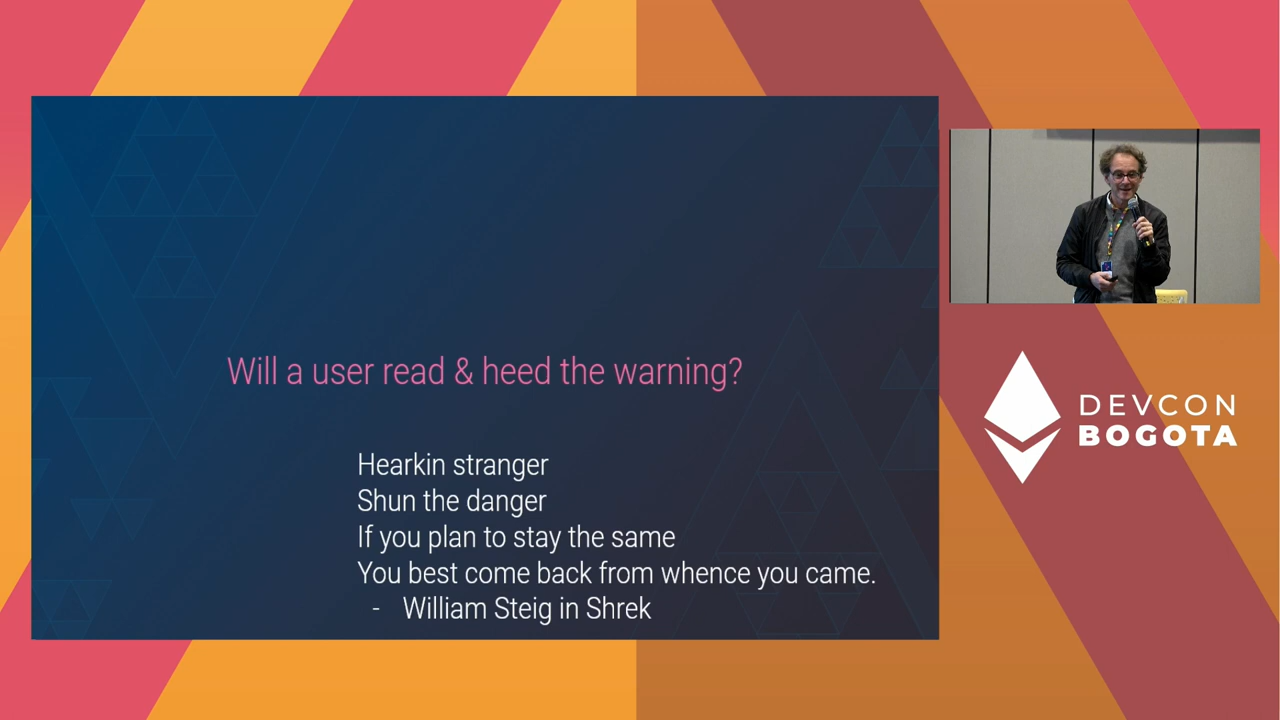 Will a user read & heed the warning?
Hearkin stranger
Shun the danger
If you plan to stay the same
You best come back from whence you came.
- William Steig in Shrek
DEVCON
BOGOTA